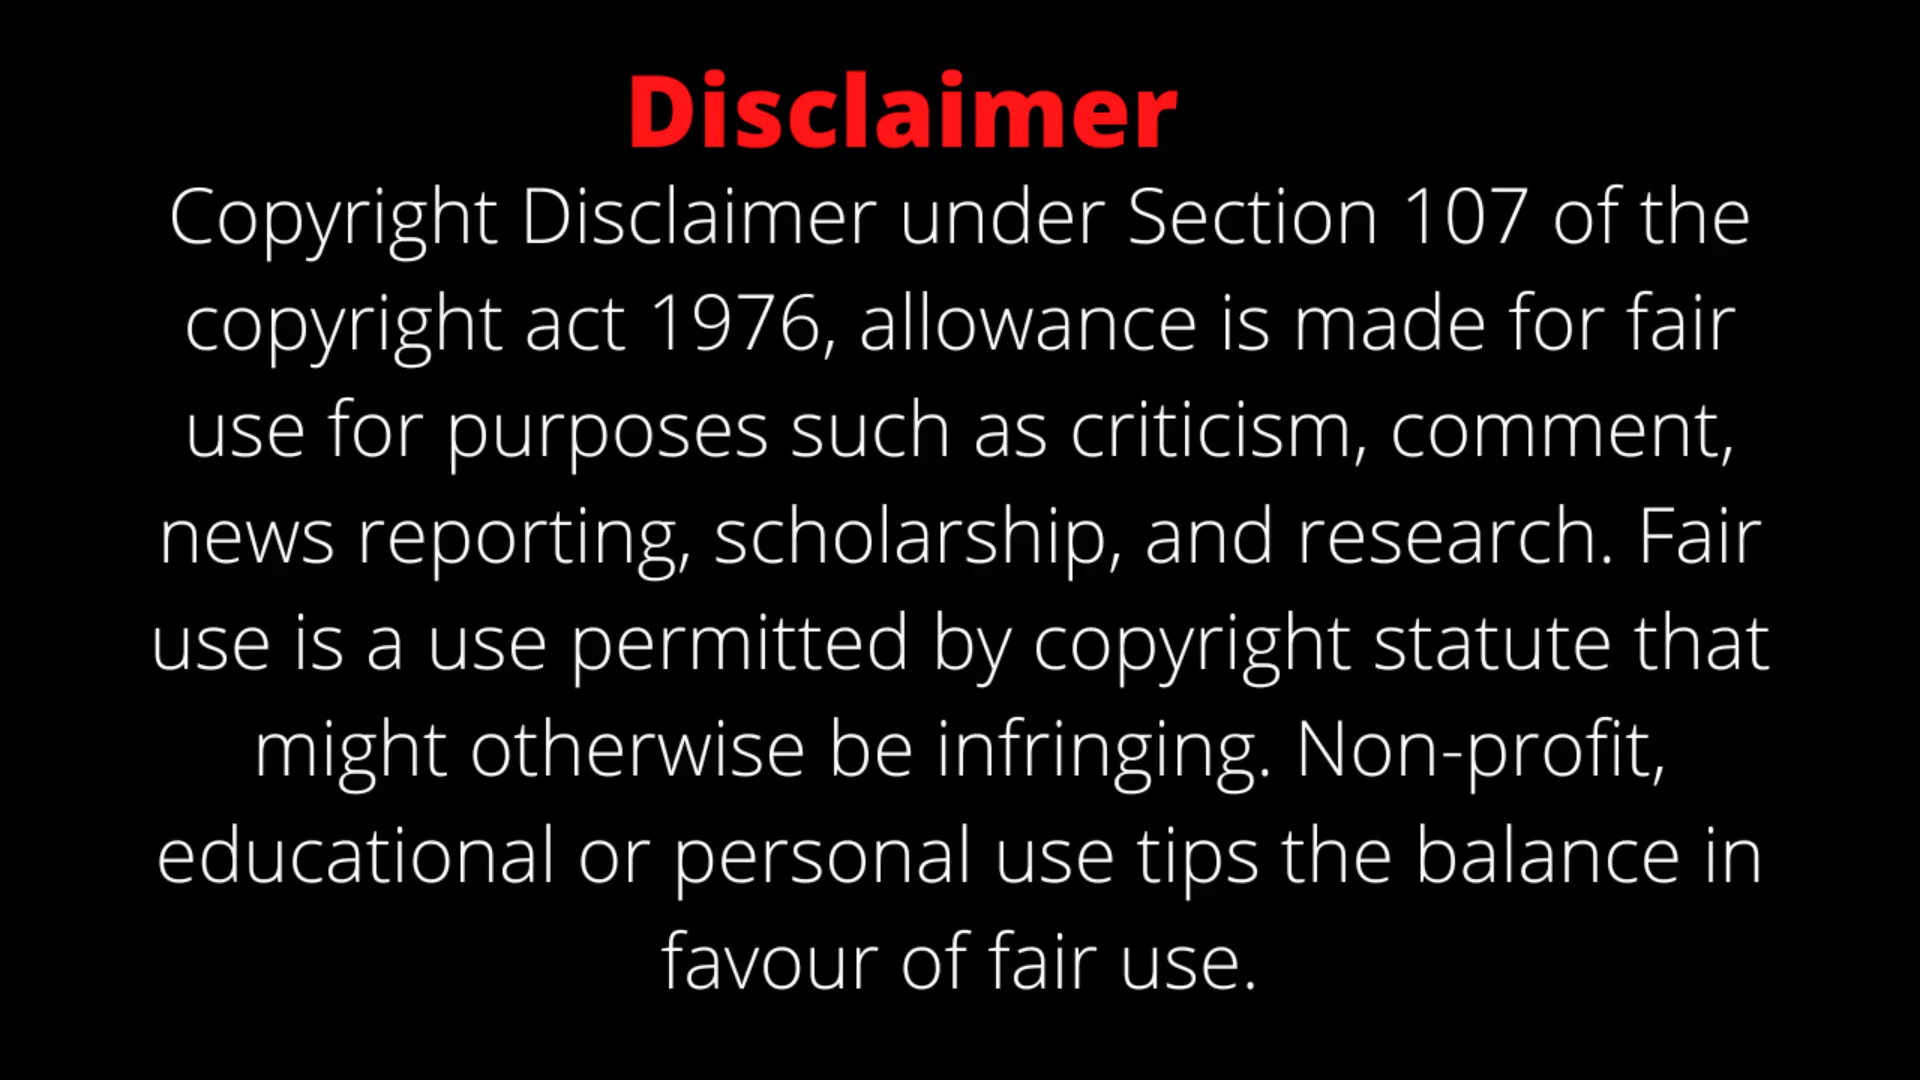 Disclaimer
Copyright Disclaimer under Section 107 of the
copyright act 1976, allowance is made for fair
use for purposes such as criticism, comment,
news reporting, scholarship, and research. Fair
use is a use permitted by copyright statute that
might otherwise be infringing. Non-profit,
educational or personal use tips the balance in
favour of fair use.